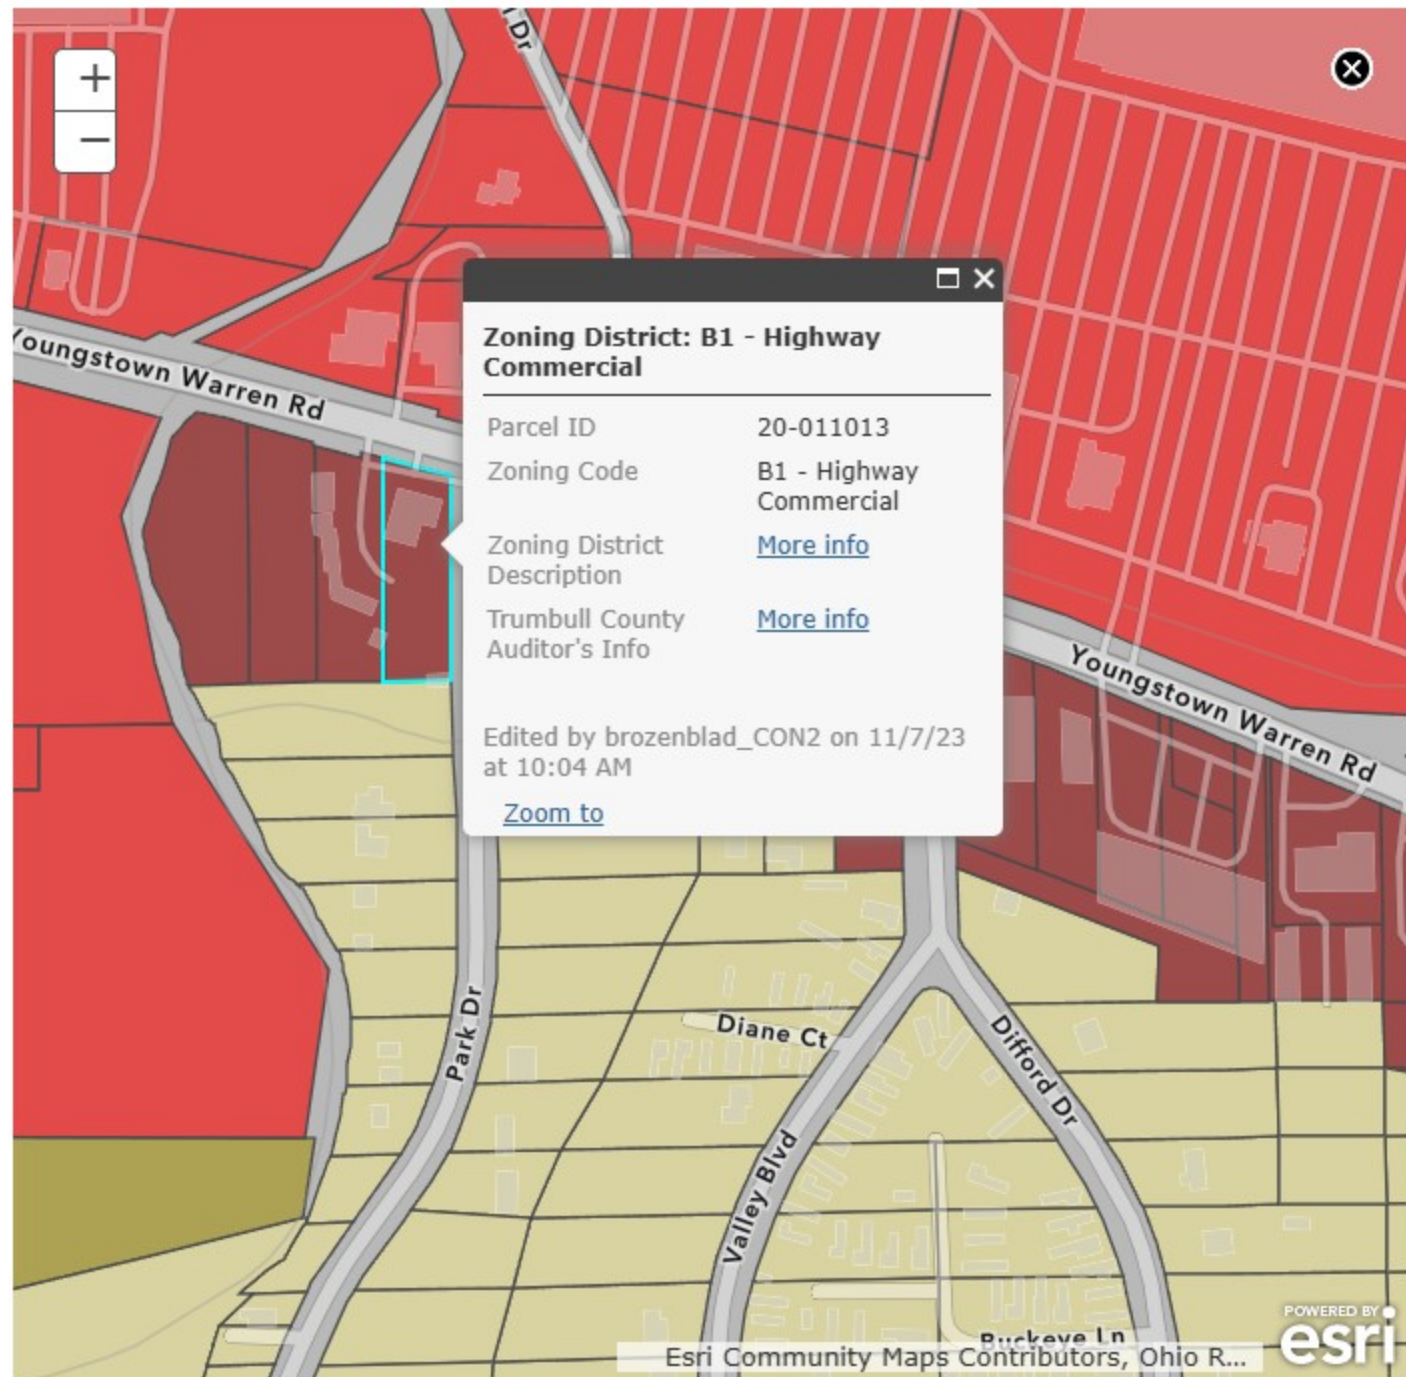 Dr
+
−
Zoning District: B1 - Highway
Commercial
Youngstown Warren Rd
Parcel ID 20-011013
Zoning Code B1 - Highway
Commercial
Zoning District More info
Description
Trumbull County More info
Auditor's Info
Youngstown Warren Rd
Edited by brozenblad_CON2 on 11/7/23
at 10:04 AM
Zoom to
Park Dr
Diane Ct
Difford Dr
Valley Blvd
Buckeye Ln
POWERED BY
esri
Esri Community Maps Contributors, Ohio R...